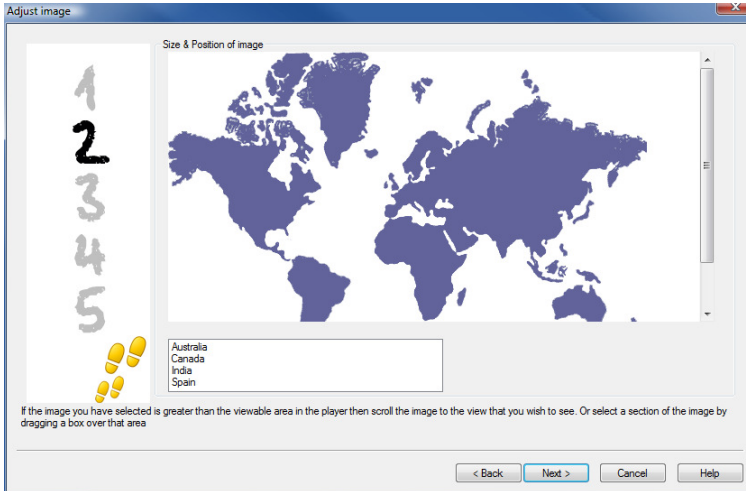 Adjust image
Size & Position of image
1
2
3
4
5
Australia
Canada
India
Spain
If the image you have selected is greater than the viewable area in the player then scroll the image to the view that you wish to see. Or select a section of the image by
dragging a box over that area
< Back
Next >
Cancel
Help